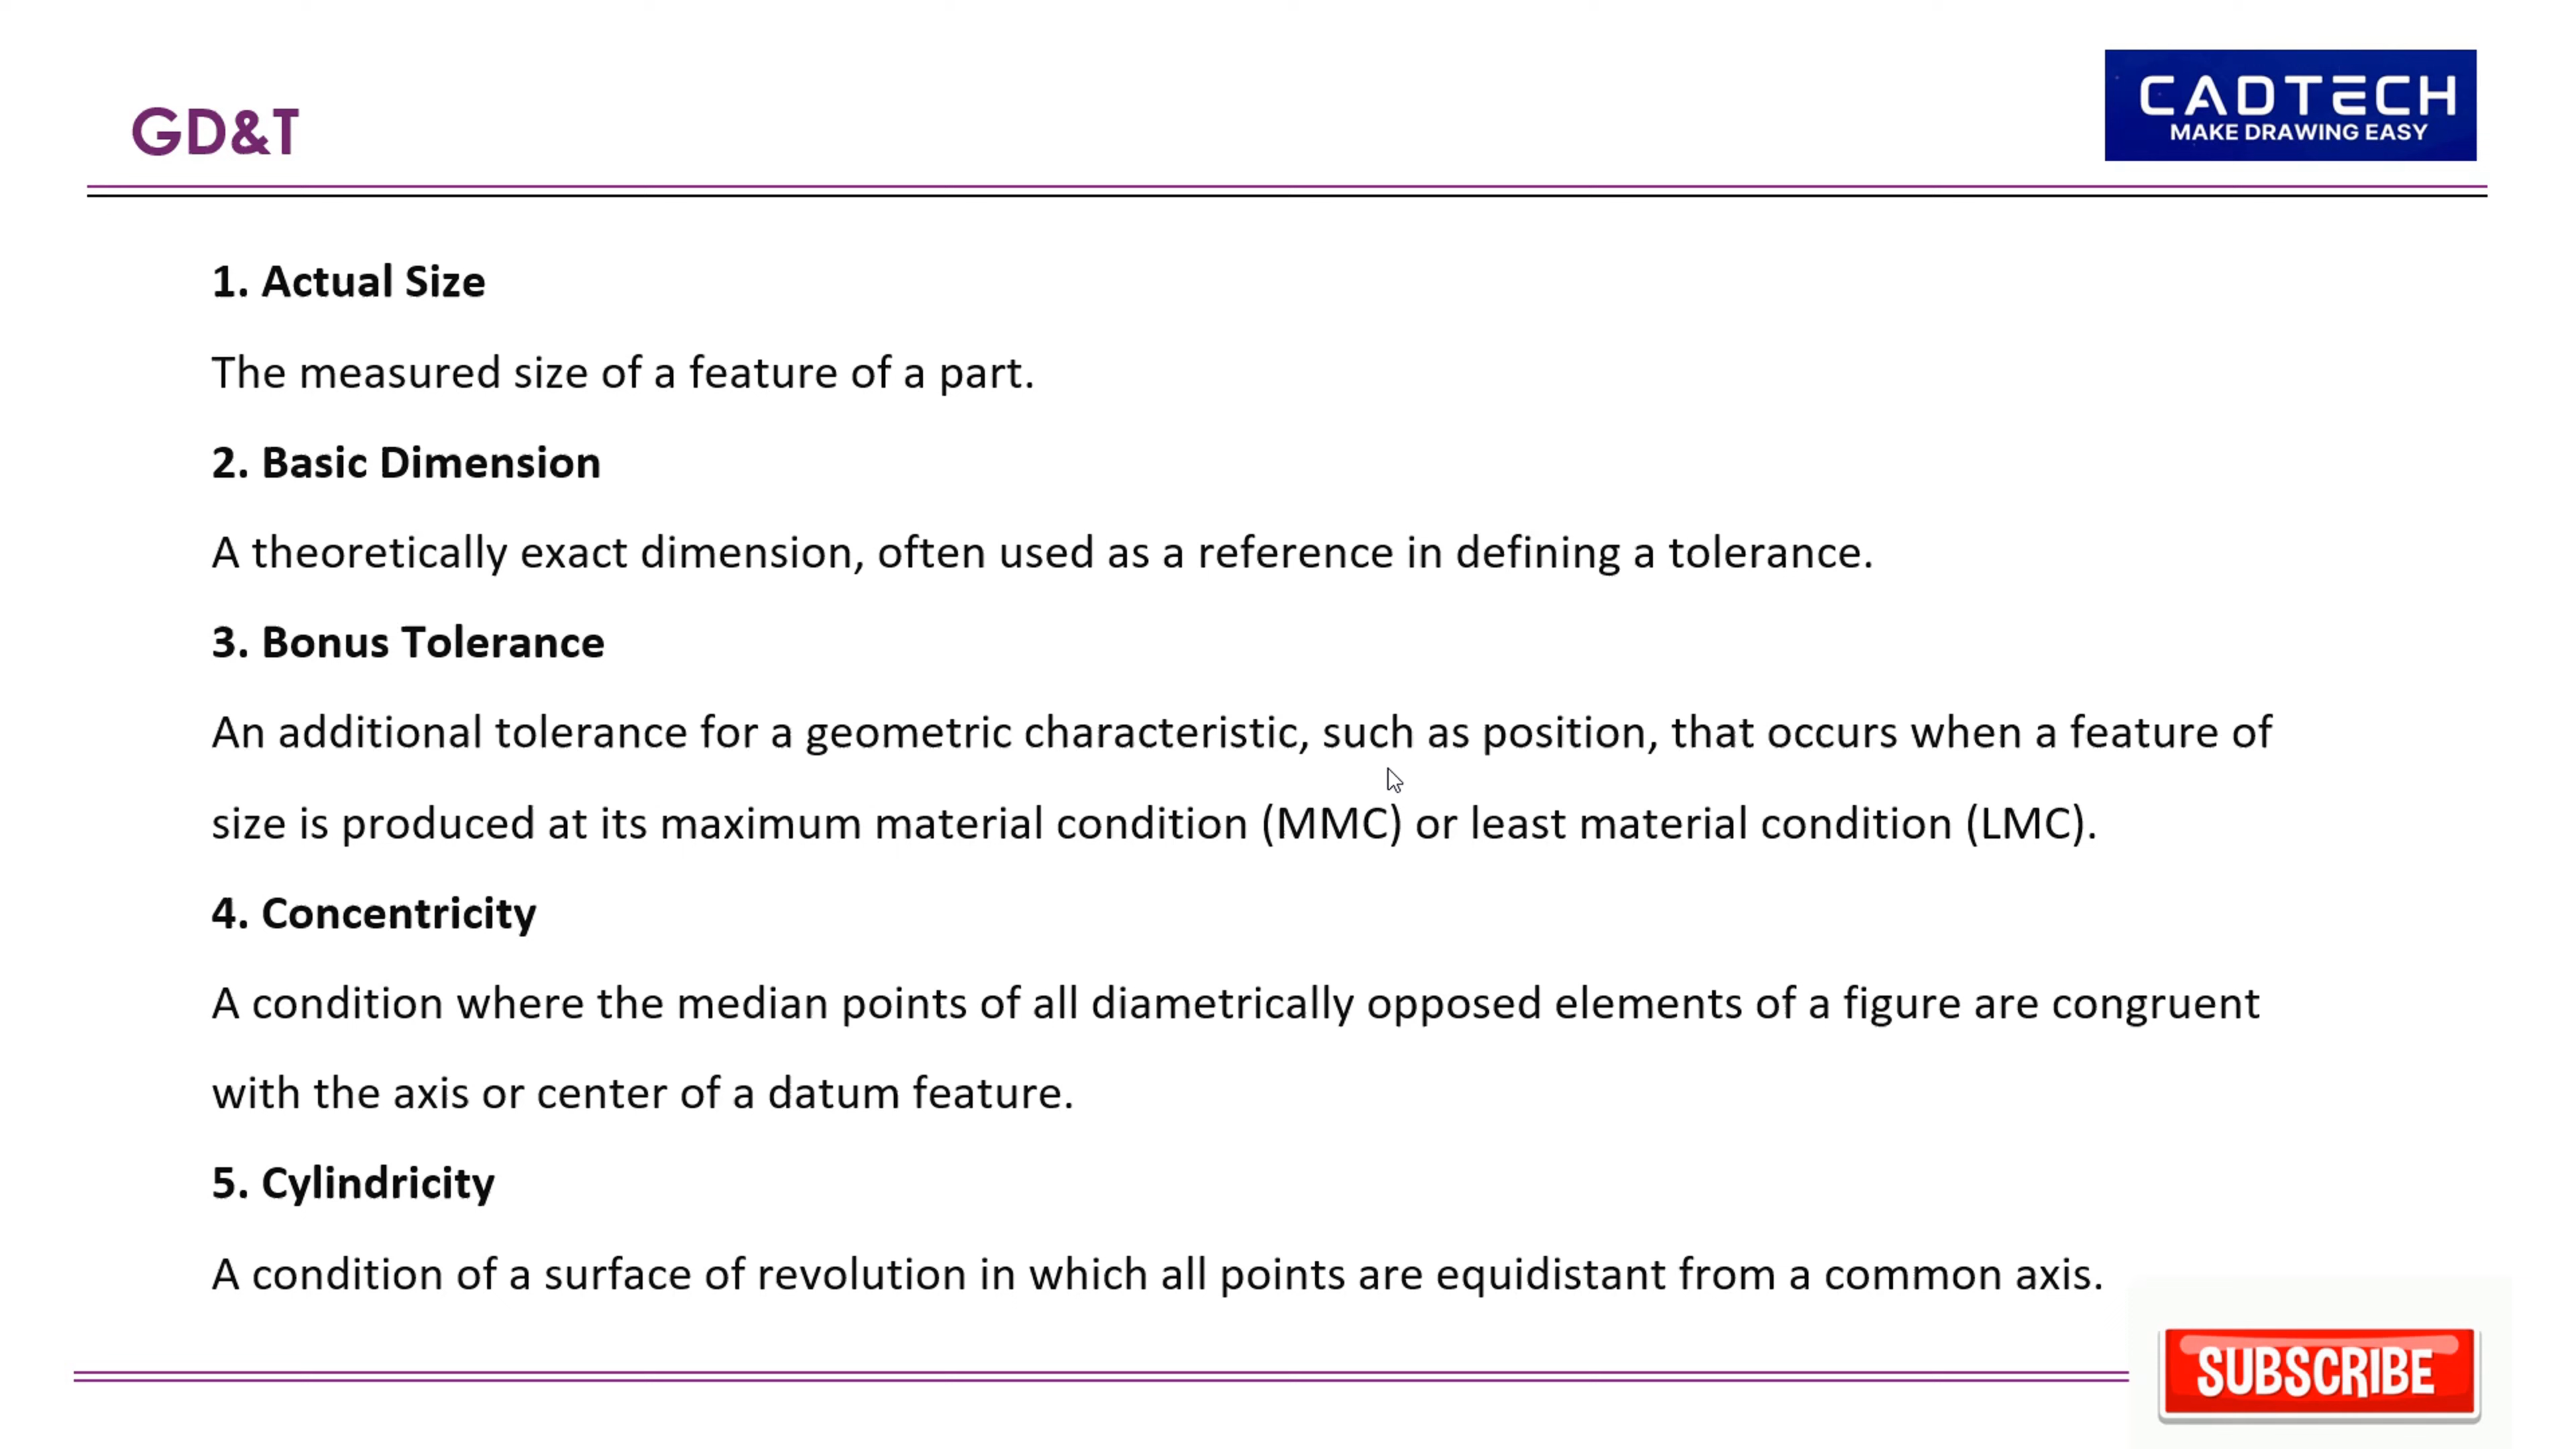 GD&T
CADTECH
MAKE DRAWING EASY
1. Actual Size
The measured size of a feature of a part.
2. Basic Dimension
A theoretically exact dimension, often used as a reference in defining a tolerance.
3. Bonus Tolerance
An additional tolerance for a geometric characteristic, such as position, that occurs when a feature of
size is produced at its maximum material condition (MMC) or least material condition (LMC).
4. Concentricity
A condition where the median points of all diametrically opposed elements of a figure are congruent
with the axis or center of a datum feature.
5. Cylindricity
A condition of a surface of revolution in which all points are equidistant from a common axis.
SUBSCRIBE